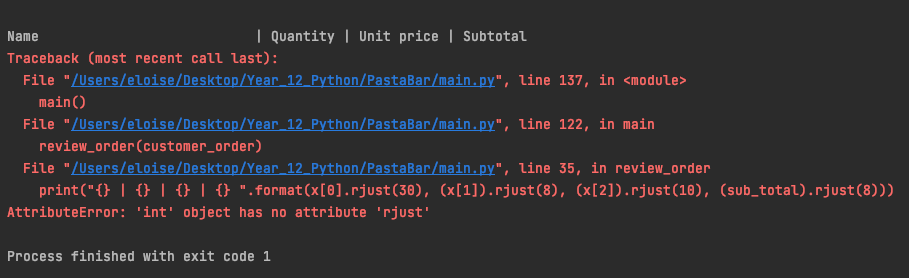 Name                           | Quantity | Unit price | Subtotal
Traceback (most recent call last):
  File "/Users/eloise/Desktop/Year_12_Python/PastaBar/main.py", line 137, in <module>
    main()
  File "/Users/eloise/Desktop/Year_12_Python/PastaBar/main.py", line 122, in main
    review_order(customer_order)
  File "/Users/eloise/Desktop/Year_12_Python/PastaBar/main.py", line 35, in review_order
    print("{} | {} | {} | {} ".format(x[0].rjust(30), (x[1]).rjust(8), (x[2]).rjust(10), (sub_total).rjust(8)))
AttributeError: 'int' object has no attribute 'rjust'

Process finished with exit code 1